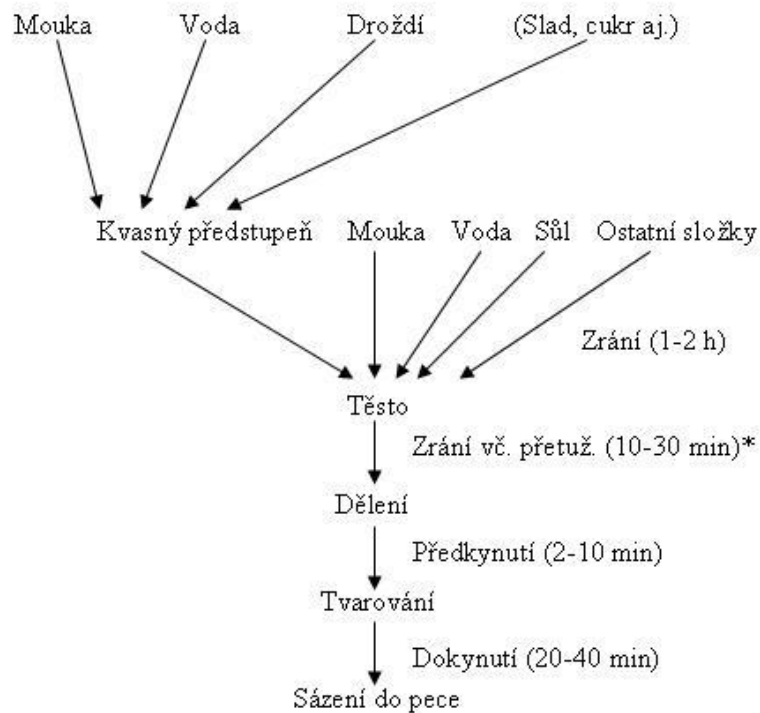 Mouka Voda Droždí (Slad, cukr aj.)
Kvasný předstupeň Mouka Voda Sůl Ostatní složky
Zrání (1-2 h)
Těsto
Zrání vč. přetuž. (10-30 min)*
Dělení
Předkynutí (2-10 min)
Tvarování
Dokynutí (20-40 min)
Sázení do pece